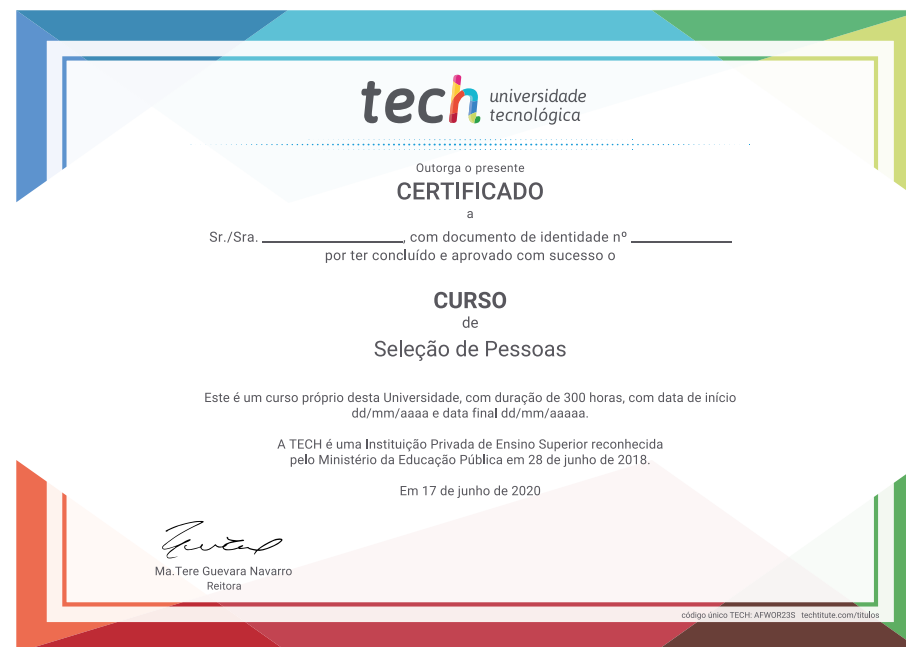 tech universidade
tecnológica
Outorga o presente
CERTIFICADO
a
Sr./Sra. ____________, com documento de identidade nº ____________
por ter concluído e aprovado com sucesso o
CURSO
de
Seleção de Pessoas
Este é um curso próprio desta Universidade, com duração de 300 horas, com data de início
dd/mm/aaaa e data final dd/mm/aaaaa.
A TECH é uma Instituição Privada de Ensino Superior reconhecida
pelo Ministério da Educação Pública em 28 de junho de 2018.
Em 17 de junho de 2020
Ma.Tere Guevara Navarro
Reitora
código único TECH: AFWOR23S techtitute.com/títulos